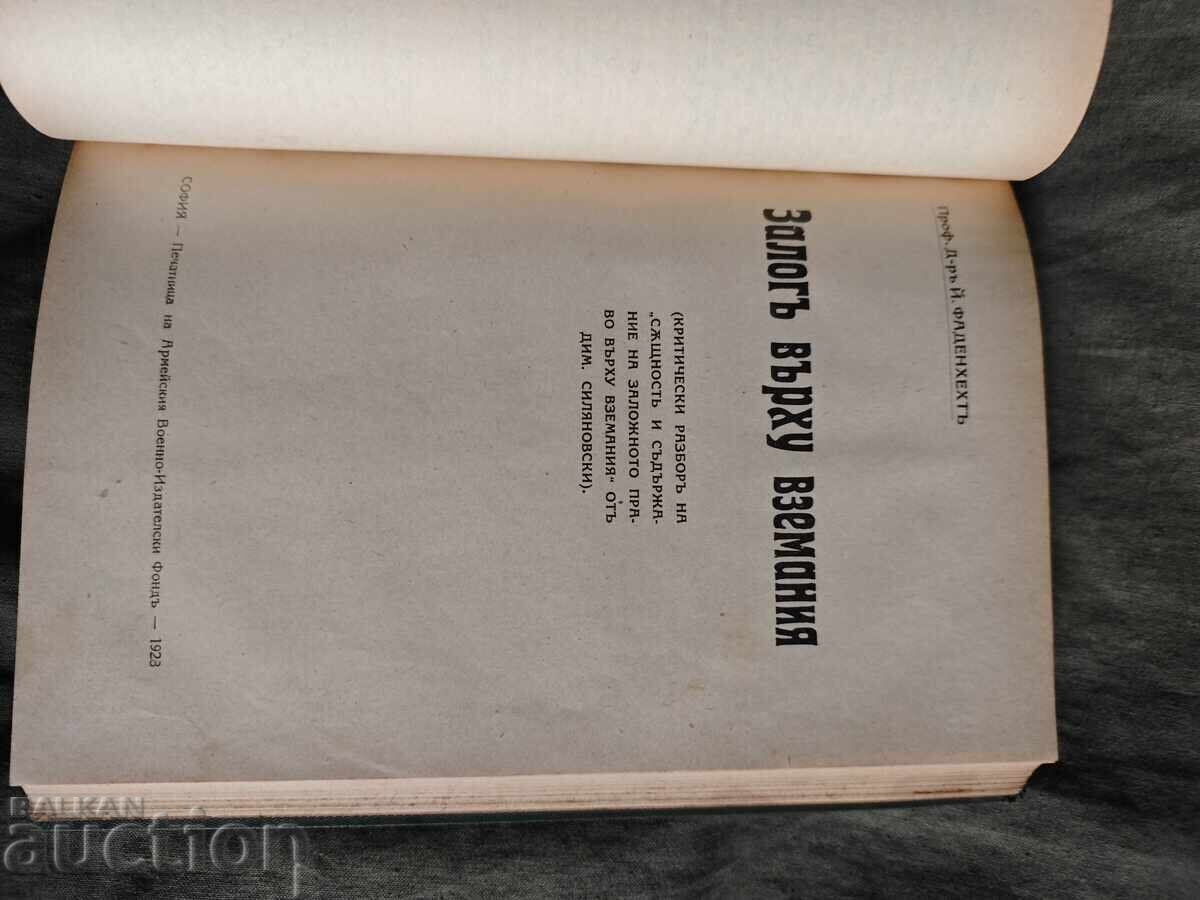 Проф. Д-ръ Й. ФАДЕНХЕХТЪ
Залогъ върху вземания
(КРИТИЧЕСКИ РАЗБОРЪ НА
„СѪЩНОСТЬ И СЪДЪРЖА-
НИЕ НА ЗАЛОЖНОТО ПРА-
ВО ВЪРХУ ВЗЕМАНИЯ“ ОТЪ
ДИМ. СИЛЯНОВСКИ).
СОФИЯ — Печатница на Армейския Военно-Издателски Фондъ — 1923
BALKAN
auction